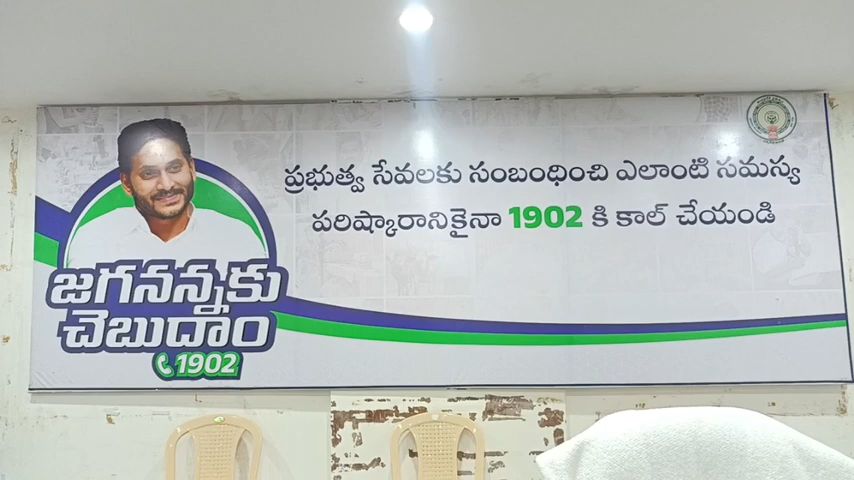 ప్రభుత్వ సేవలకు సంబంధించి ఎలాంటి సమస్య
పరిష్కారానికైనా 1902 కి కాల్ చేయండి
జగనన్నకు
చెబుదాం
1902